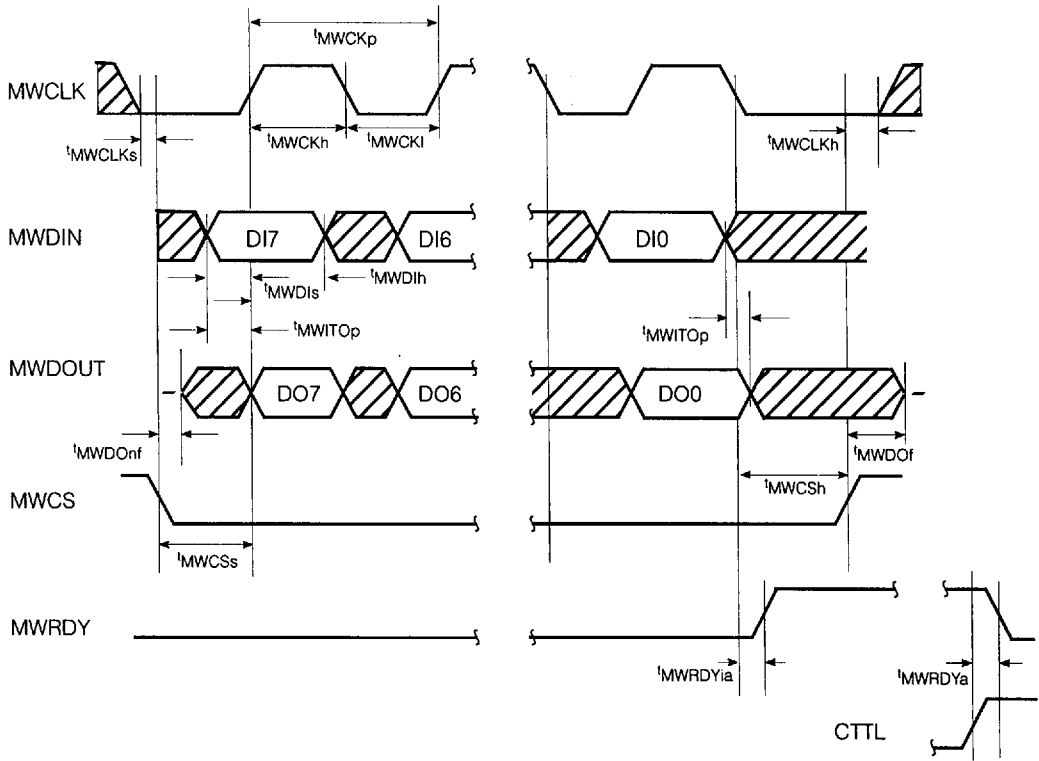 tMWCKp
MWCLK
tMWCLKs
tMWCKh
tMWCKl
tMWCLKh
MWDIN
DI7
DI6
DI0
tMWDIs
tMWDIh
tMWITOp
tMWITOp
MWDOUT
DO7
DO6
DO0
tMWDOnf
tMWDOf
MWCS
tMWCSh
tMWCSs
MWRDY
tMWRDYia
tMWRDYa
CTTL